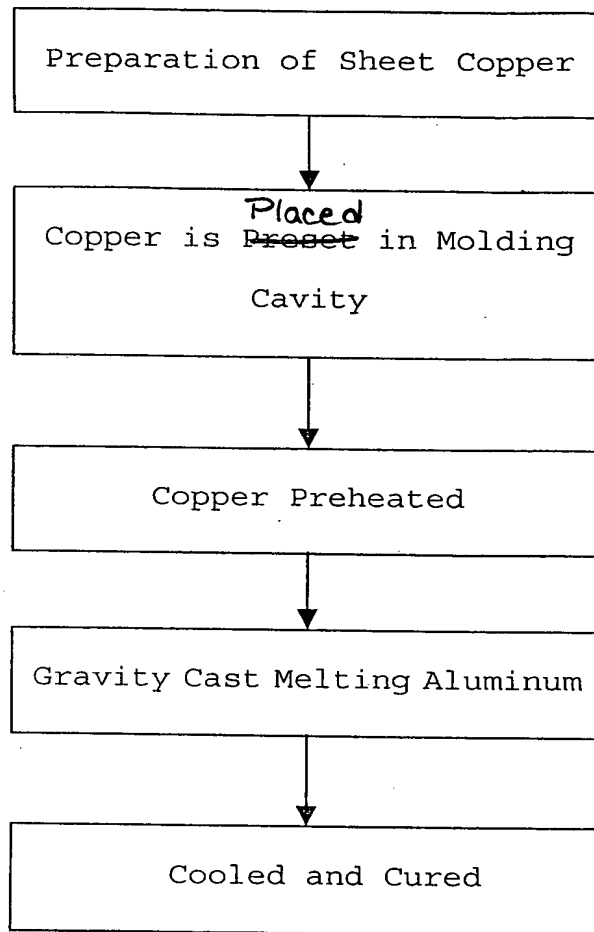 Preparation of Sheet Copper
Placed
Copper is Preset in Molding
Cavity
Copper Preheated
Gravity Cast Melting Aluminum
Cooled and Cured